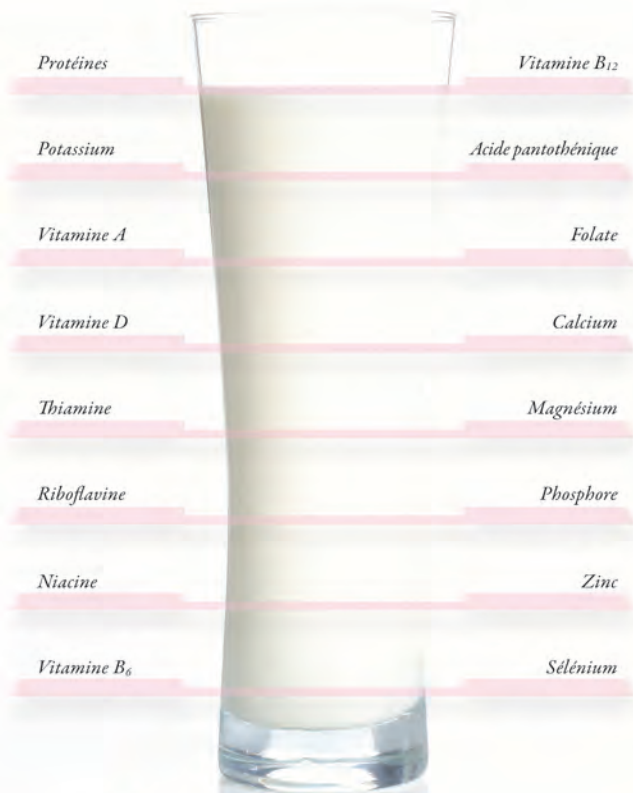 Protéines
Vitamine B₁₂
Potassium
Acide pantothénique
Vitamine A
Folate
Vitamine D
Calcium
Thiamine
Magnésium
Riboflavine
Phosphore
Niacine
Zinc
Vitamine B₆
Sélénium